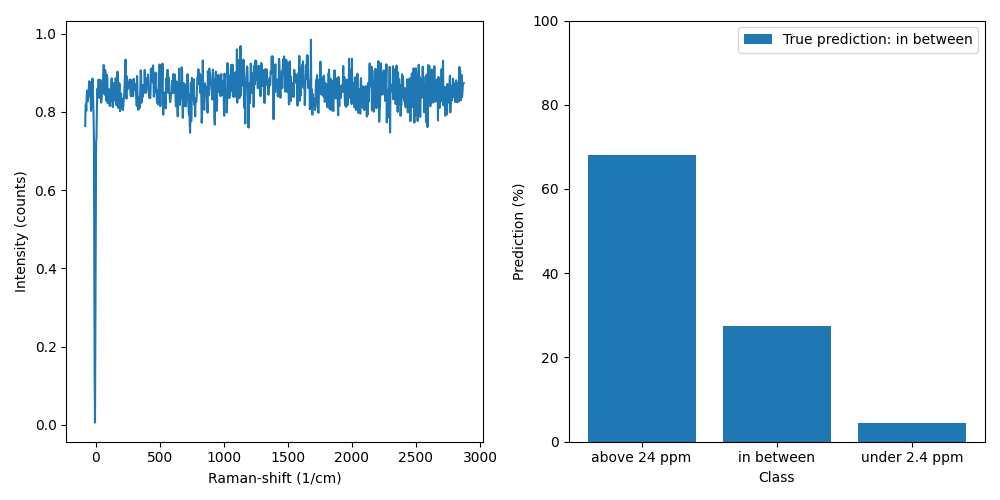 1.0
0.8
0.6
0.4
0.2
0.0
Intensity (counts)
0 500 1000 1500 2000 2500 3000
Raman-shift (1/cm)
100
80
60
40
20
0
Prediction (%)
True prediction: in between
above 24 ppm in between under 2.4 ppm
Class